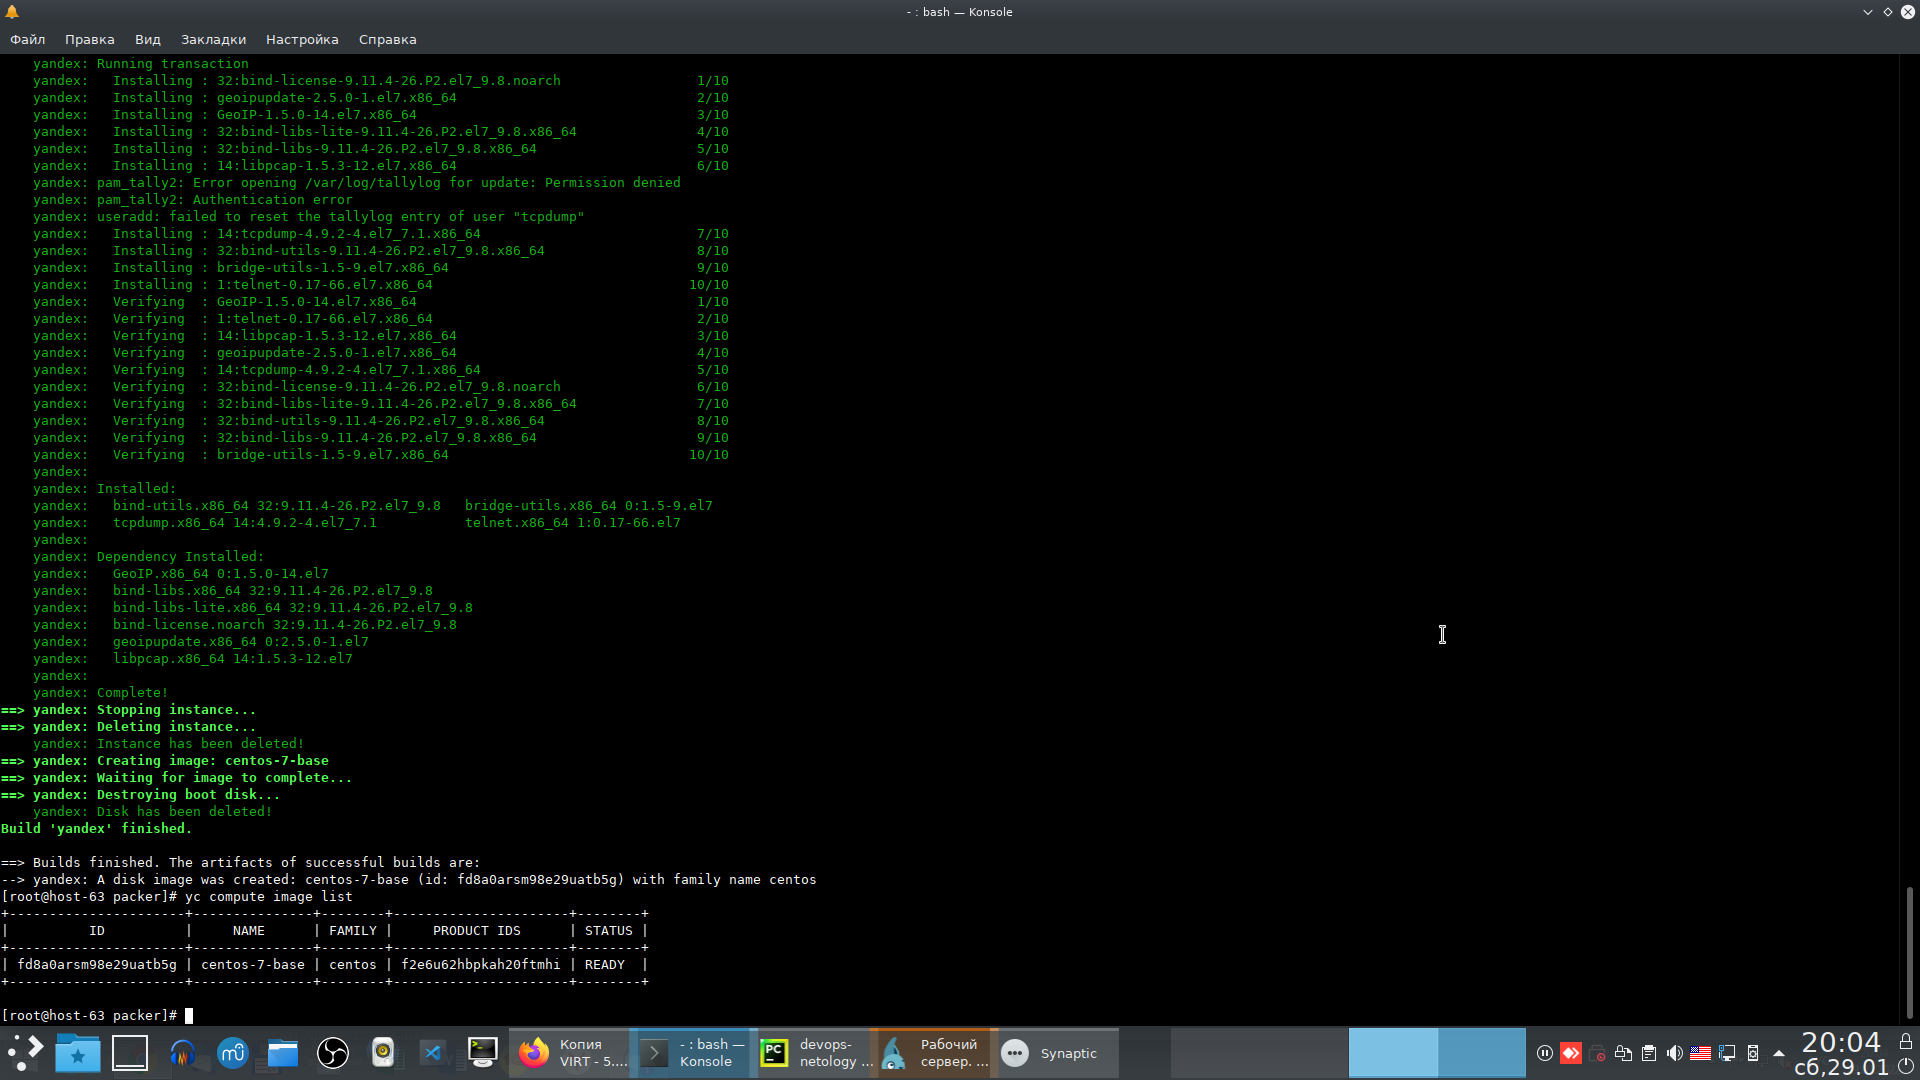 - : bash — Konsole
Файл Правка Вид Закладки Настройка Справка
yandex: Running transaction
yandex: Installing : 32:bind-license-9.11.4-26.P2.el7_9.8.noarch 1/10
yandex: Installing : geoipupdate-2.5.0-1.el7.x86_64 2/10
yandex: Installing : GeoIP-1.5.0-14.el7.x86_64 3/10
yandex: Installing : 32:bind-libs-lite-9.11.4-26.P2.el7_9.8.x86_64 4/10
yandex: Installing : 32:bind-libs-9.11.4-26.P2.el7_9.8.x86_64 5/10
yandex: Installing : 14:libpcap-1.5.3-12.el7.x86_64 6/10
yandex: pam_tally2: Error opening /var/log/tallylog for update: Permission denied
yandex: pam_tally2: Authentication error
yandex: useradd: failed to reset the tallylog entry of user "tcpdump"
yandex: Installing : 14:tcpdump-4.9.2-4.el7_7.1.x86_64 7/10
yandex: Installing : 32:bind-utils-9.11.4-26.P2.el7_9.8.x86_64 8/10
yandex: Installing : bridge-utils-1.5-9.el7.x86_64 9/10
yandex: Installing : 1:telnet-0.17-66.el7.x86_64 10/10
yandex: Verifying : GeoIP-1.5.0-14.el7.x86_64 1/10
yandex: Verifying : 1:telnet-0.17-66.el7.x86_64 2/10
yandex: Verifying : 14:libpcap-1.5.3-12.el7.x86_64 3/10
yandex: Verifying : geoipupdate-2.5.0-1.el7.x86_64 4/10
yandex: Verifying : 14:tcpdump-4.9.2-4.el7_7.1.x86_64 5/10
yandex: Verifying : 32:bind-license-9.11.4-26.P2.el7_9.8.noarch 6/10
yandex: Verifying : 32:bind-libs-lite-9.11.4-26.P2.el7_9.8.x86_64 7/10
yandex: Verifying : 32:bind-utils-9.11.4-26.P2.el7_9.8.x86_64 8/10
yandex: Verifying : 32:bind-libs-9.11.4-26.P2.el7_9.8.x86_64 9/10
yandex: Verifying : bridge-utils-1.5-9.el7.x86_64 10/10
yandex:
yandex: Installed:
yandex: bind-utils.x86_64 32:9.11.4-26.P2.el7_9.8 bridge-utils.x86_64 0:1.5-9.el7
yandex: tcpdump.x86_64 14:4.9.2-4.el7_7.1 telnet.x86_64 1:0.17-66.el7
yandex:
yandex: Dependency Installed:
yandex: GeoIP.x86_64 0:1.5.0-14.el7
yandex: bind-libs.x86_64 32:9.11.4-26.P2.el7_9.8
yandex: bind-libs-lite.x86_64 32:9.11.4-26.P2.el7_9.8
yandex: bind-license.noarch 32:9.11.4-26.P2.el7_9.8
yandex: geoipupdate.x86_64 0:2.5.0-1.el7
yandex: libpcap.x86_64 14:1.5.3-12.el7
yandex:
yandex: Complete!
==> yandex: Stopping instance...
==> yandex: Deleting instance...
yandex: Instance has been deleted!
==> yandex: Creating image: centos-7-base
==> yandex: Waiting for image to complete...
==> yandex: Destroying boot disk...
yandex: Disk has been deleted!
Build 'yandex' finished.
==> Builds finished. The artifacts of successful builds are:
--> yandex: A disk image was created: centos-7-base (id: fd8a0arsm98e29uatb5g) with family name centos
[root@host-63 packer]# yc compute image list
+----------------------+---------------+--------+----------------------+--------+
| ID | NAME | FAMILY | PRODUCT IDS | STATUS |
+----------------------+---------------+--------+----------------------+--------+
| fd8a0arsm98e29uatb5g | centos-7-base | centos | f2e6u62hbpkah20ftmhi | READY |
+----------------------+---------------+--------+----------------------+--------+
[root@host-63 packer]#
Копия VIRT - 5....
- : bash — Konsole
PC
devops-netology ...
Рабочий сервер. ...
Synaptic
20:04
сб,29.01